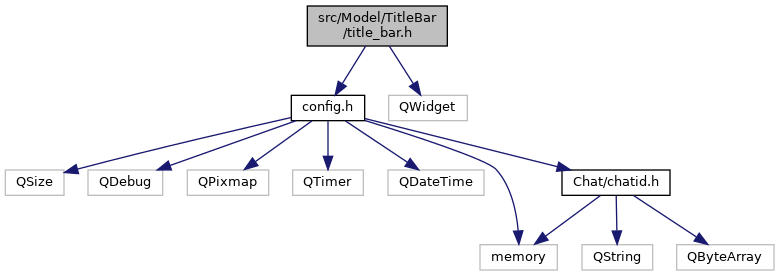 src/Model/TitleBar
/title_bar.h
config.h
QWidget
QSize
QDebug
QPixmap
QTimer
QDateTime
Chat/chatid.h
memory
QString
QByteArray